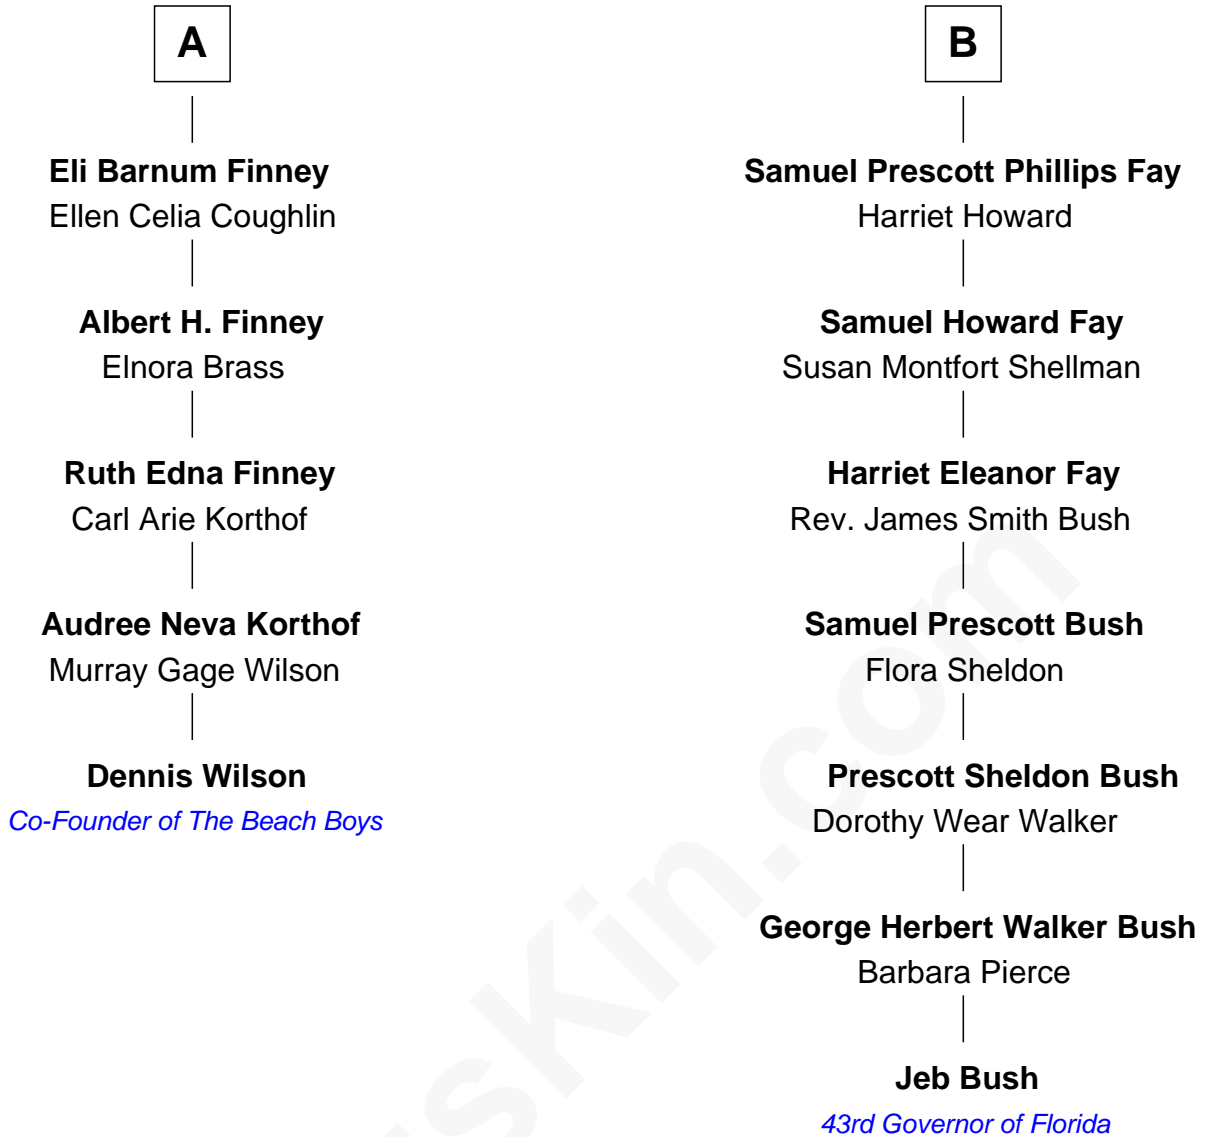 A
Eli Barnum Finney
Ellen Celia Coughlin
Albert H. Finney
Elnora Brass
Ruth Edna Finney
Carl Arie Korthof
Audree Neva Korthof
Murray Gage Wilson
Dennis Wilson
Co-Founder of The Beach Boys
B
Samuel Prescott Phillips Fay
Harriet Howard
Samuel Howard Fay
Susan Montfort Shellman
Harriet Eleanor Fay
Rev. James Smith Bush
Samuel Prescott Bush
Flora Sheldon
Prescott Sheldon Bush
Dorothy Wear Walker
George Herbert Walker Bush
Barbara Pierce
Jeb Bush
43rd Governor of Florida
sKin.com